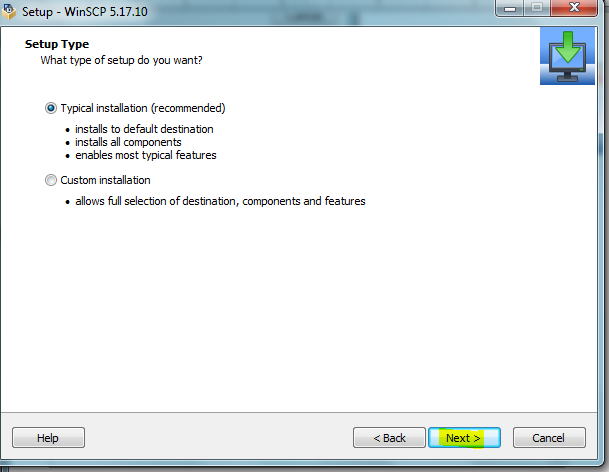 Setup - WinSCP 5.17.10
Setup Type
What type of setup do you want?
Typical installation (recommended)
• installs to default destination
• installs all components
• enables most typical features
Custom installation
• allows full selection of destination, components and features
Help
< Back
Next >
Cancel